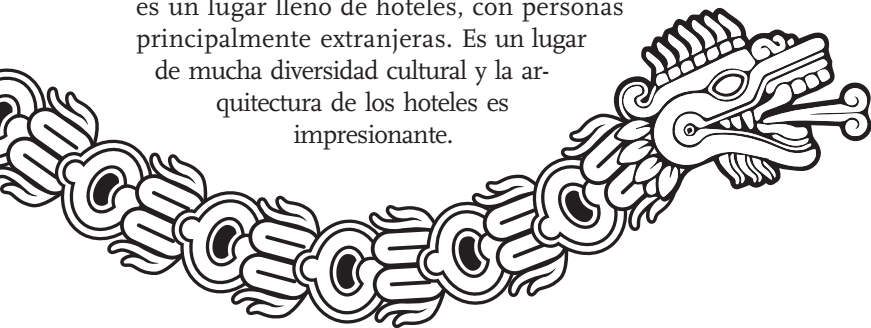 es un lugar lleno de hoteles, con personas
principalmente extranjeras. Es un lugar
de mucha diversidad cultural y la ar-
quitectura de los hoteles es
impresionante.